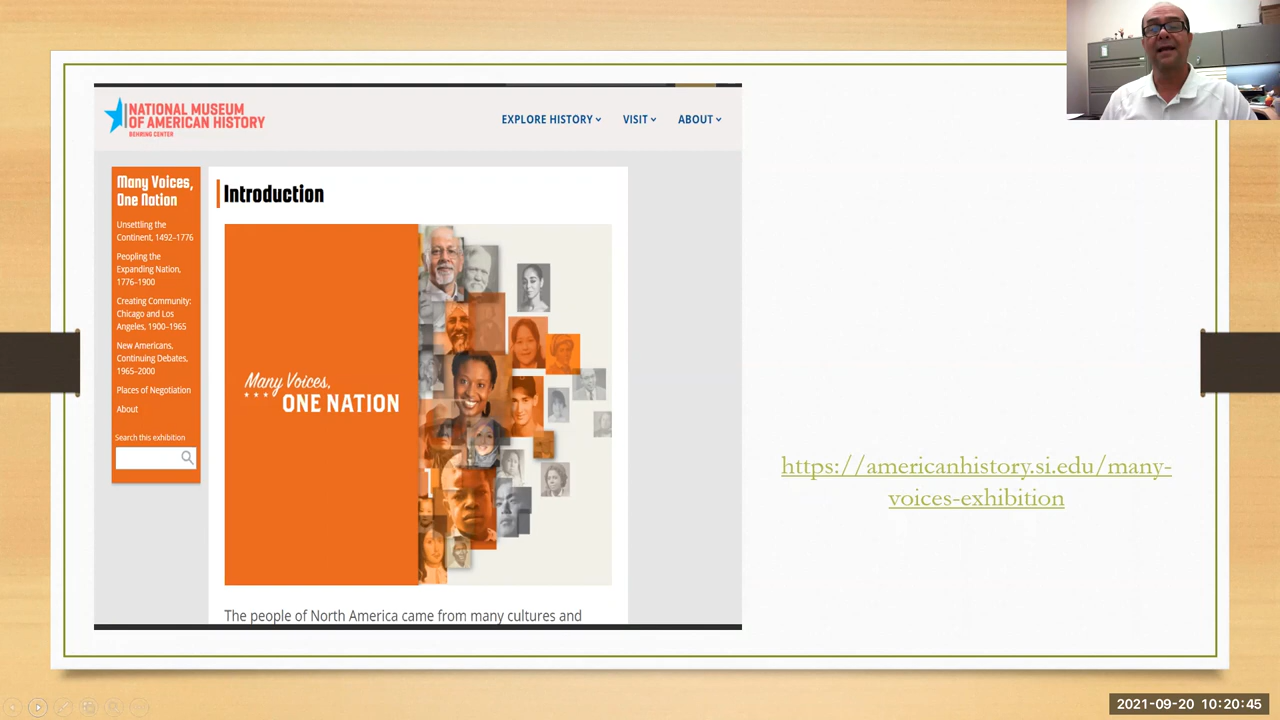 NATIONAL MUSEUM
OF AMERICAN HISTORY
BEHRING CENTER
EXPLORE HISTORY
VISIT
ABOUT
Many Voices,
One Nation
Unsettling the
Continent, 1492–1776
Peopling the
Expanding Nation,
1776–1900
Creating Community:
Chicago and Los
Angeles, 1900–1965
New Americans,
Continuing Debates,
1965–2000
Places of Negotiation
About
Search this exhibition
Introduction
Many Voices,
ONE NATION
The people of North America came from many cultures and
https://americanhistory.si.edu/many-
voices-exhibition
2021-09-20 10:20:45